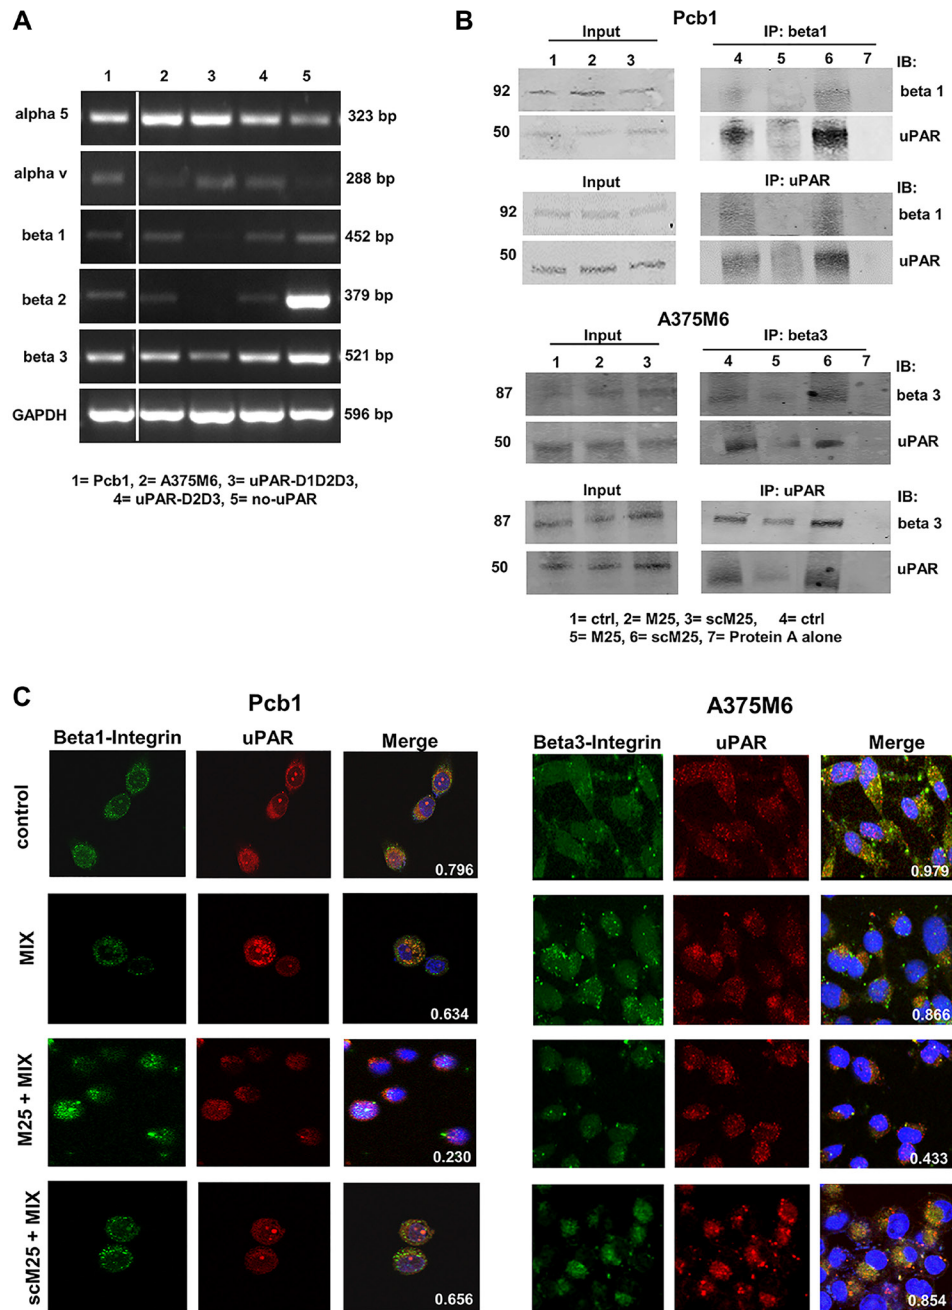 A
1 2 3 4 5
alpha 5 323 bp
alpha v 288 bp
beta 1 452 bp
beta 2 379 bp
beta 3 521 bp
GAPDH 596 bp
1= Pcb1, 2= A375M6, 3= uPAR-D1D2D3,
4= uPAR-D2D3, 5= no-uPAR
B
Pcb1
Input IP: beta1
1 2 3 4 5 6 7 IB:
92 beta 1
50 uPAR
Input IP: uPAR IB:
92 beta 1
50 uPAR
A375M6
Input IP: beta3
1 2 3 4 5 6 7 IB:
87 beta 3
50 uPAR
Input IP: uPAR IB:
87 beta 3
50 uPAR
1= ctrl, 2= M25, 3= scM25, 4= ctrl
5= M25, 6= scM25, 7= Protein A alone
C
Pcb1 A375M6
Beta1-Integrin uPAR Merge Beta3-Integrin uPAR Merge
control 0.796 0.979
MIX 0.634 0.866
M25 + MIX 0.230 0.433
scM25 + MIX 0.656 0.854